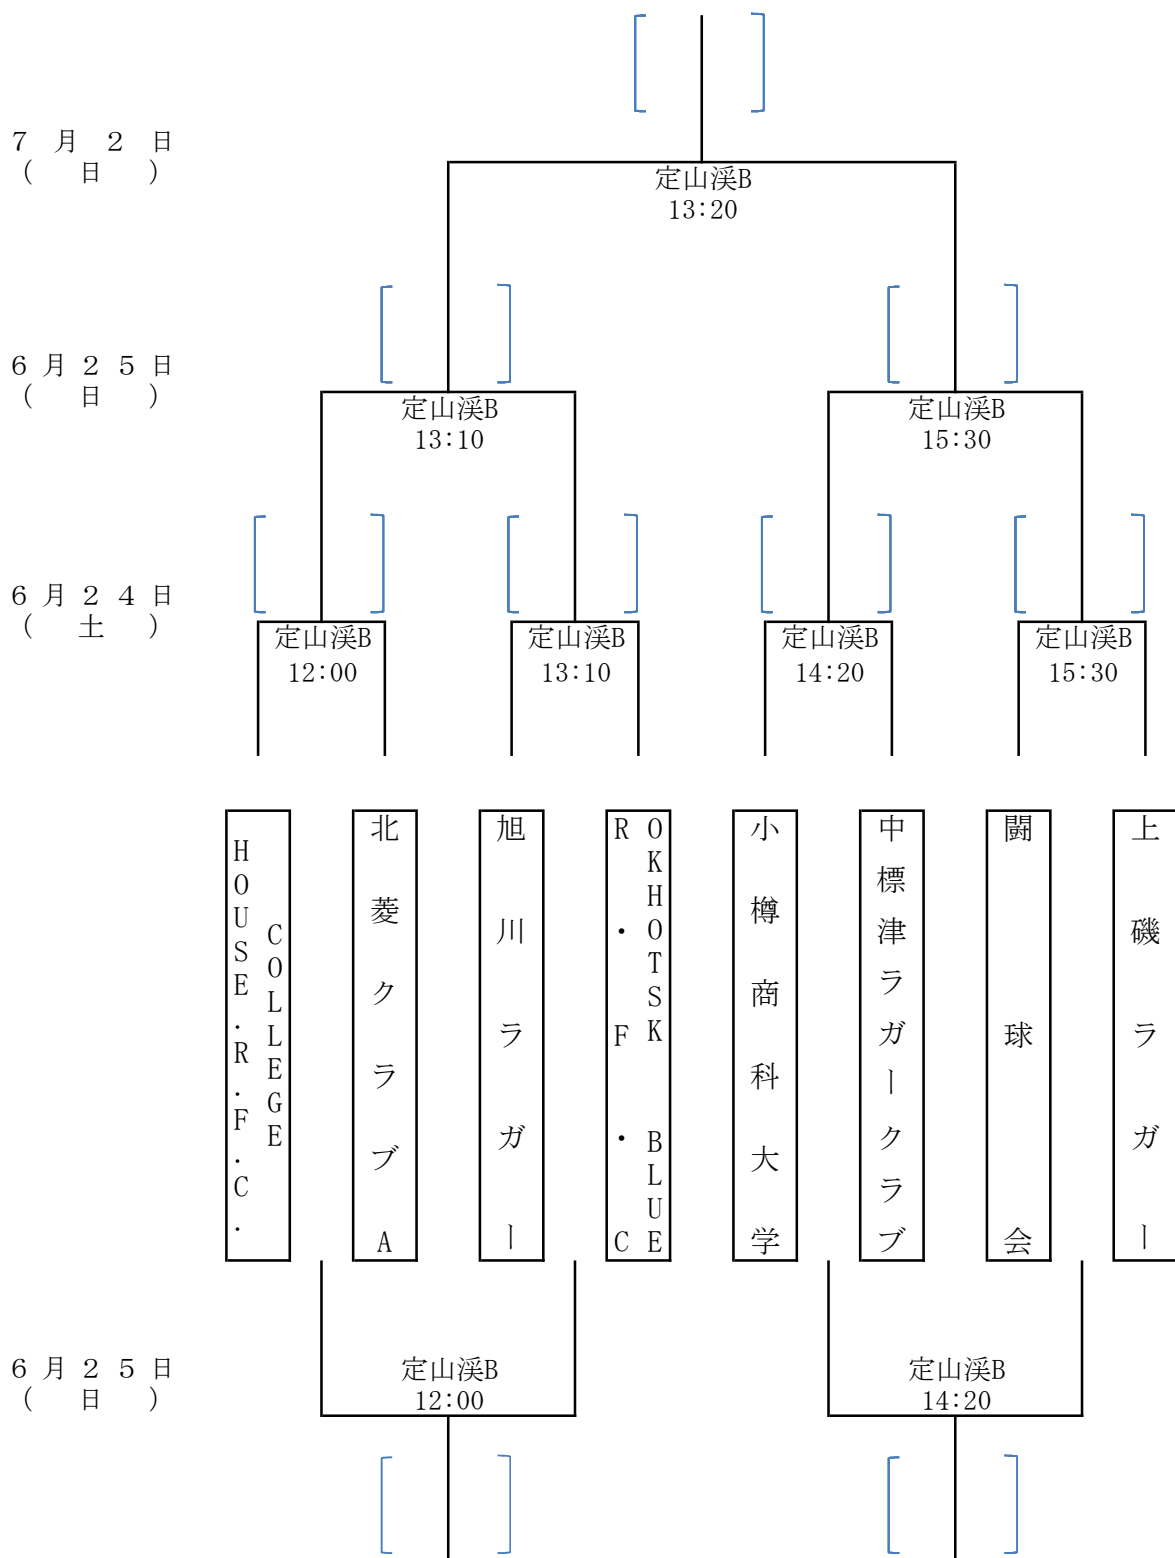 ７月２日
（日）
定山渓B
13:20
６月２５日
（日）
定山渓B
13:10
定山渓B
15:30
６月２４日
（土）
定山渓B
12:00
定山渓B
13:10
定山渓B
14:20
定山渓B
15:30
COLLEGE
HOUSE.R.F.C.
北菱クラブA
旭川ラガー
OKHOTSK BLUE
R・F・C
小樽商科大学
中標津ラガークラブ
闘球会
上磯ラガー
６月２５日
（日）
定山渓B
12:00
定山渓B
14:20